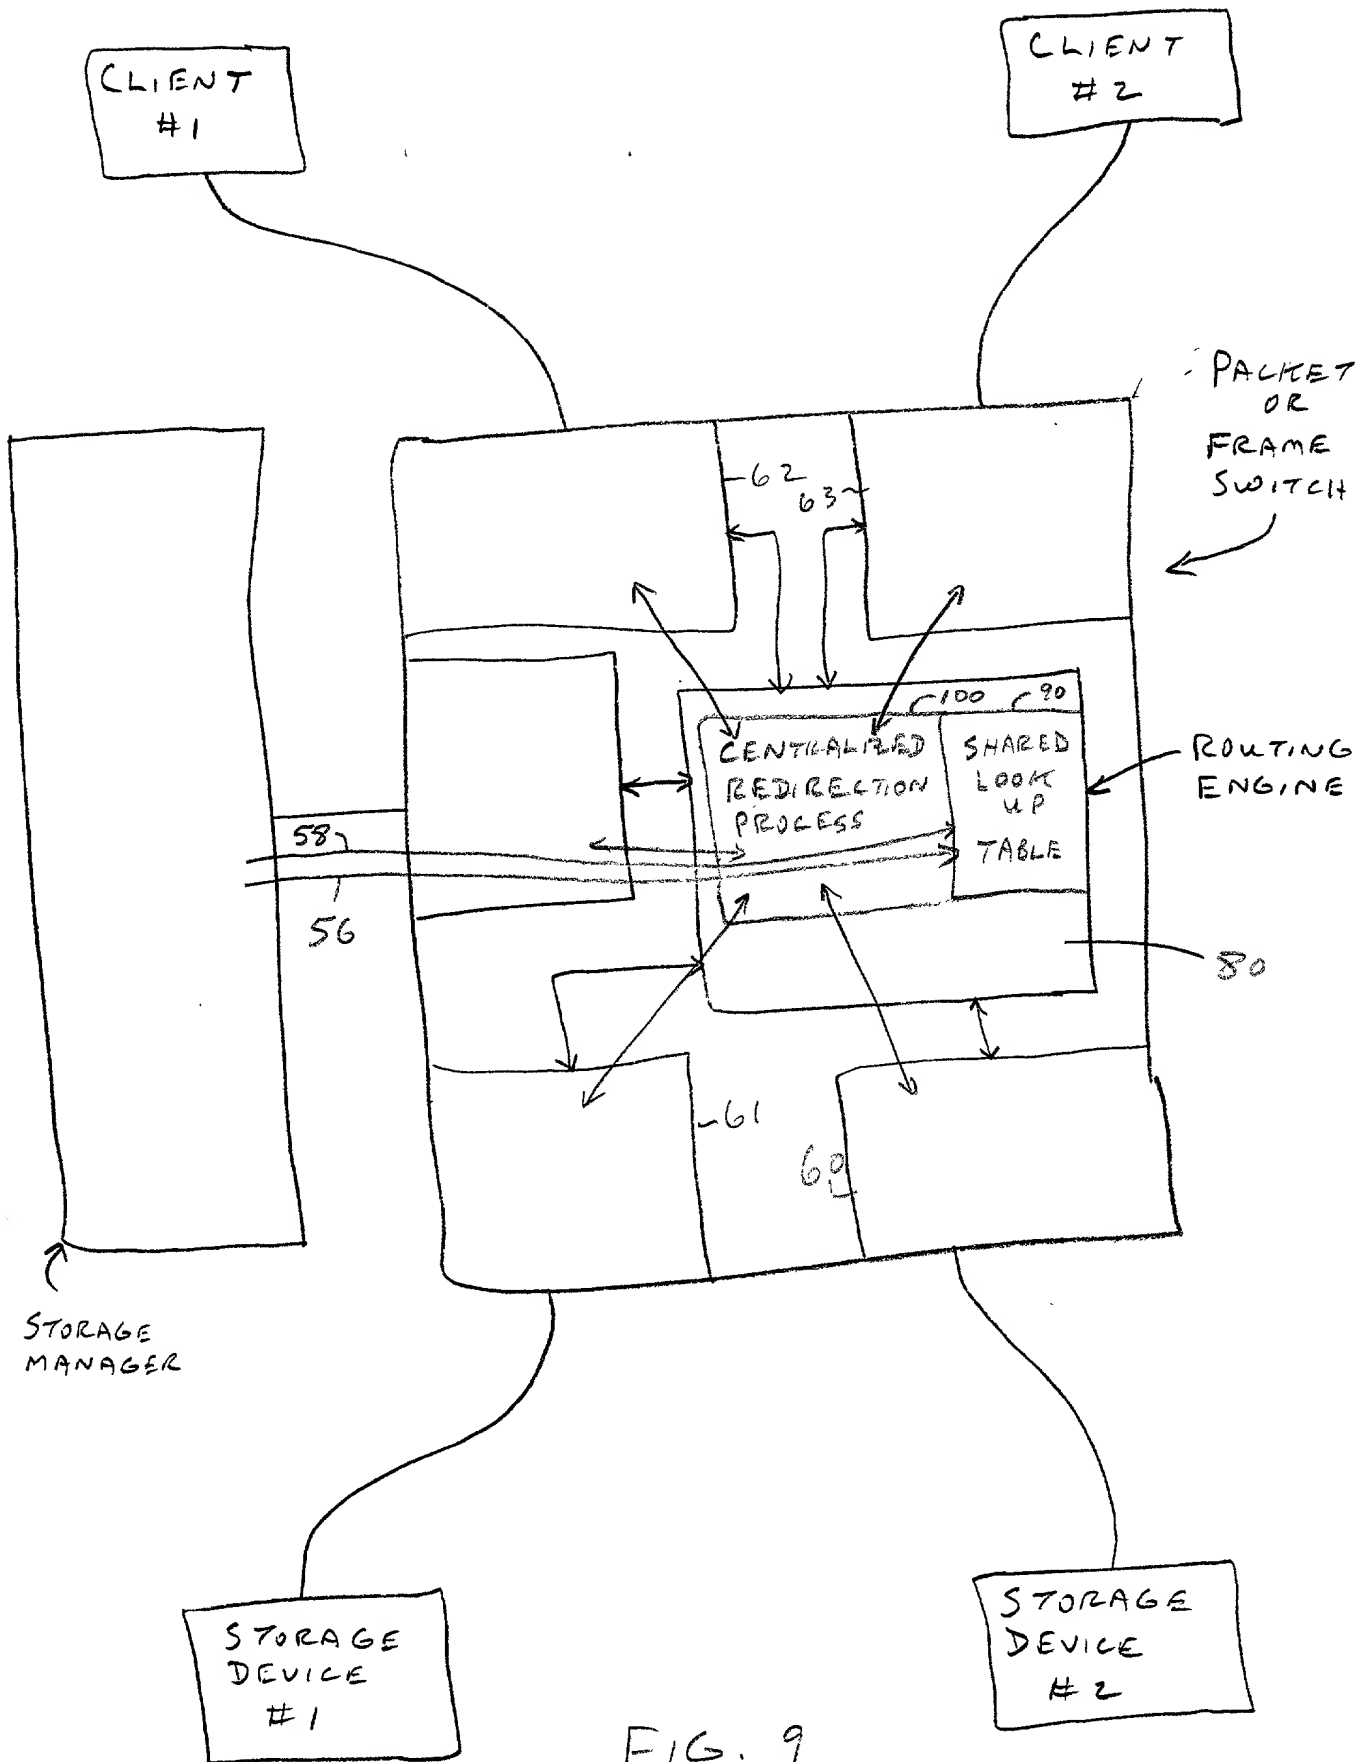 CLIENT
#1
CLIENT
#2
PACKET
OR
FRAME
SWITCH
62
63
100
90
CENTRALIZED
REDIRECTION
PROCESS
SHARED
LOOK
UP
TABLE
ROUTING
ENGINE
58
56
80
61
60
STORAGE
MANAGER
STORAGE
DEVICE
#1
STORAGE
DEVICE
#2
FIG. 9